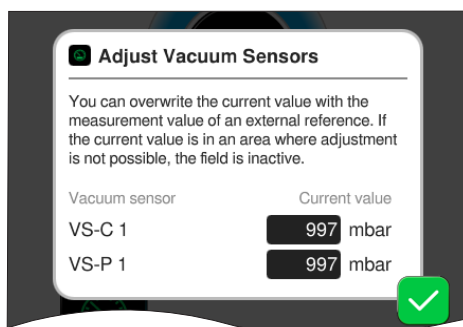 Adjust Vacuum Sensors
You can overwrite the current value with the
measurement value of an external reference. If
the current value is in an area where adjustment
is not possible, the field is inactive.
Vacuum sensor Current value
VS-C 1 997 mbar
VS-P 1 997 mbar